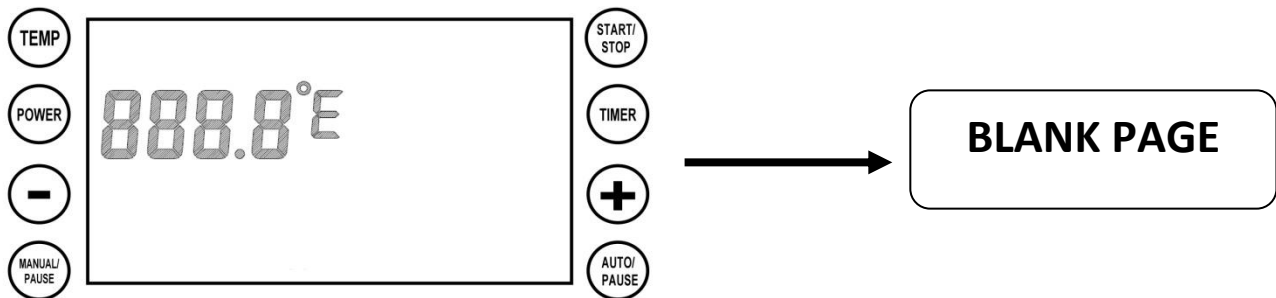 TEMP
POWER
-
MANUAL/
PAUSE
888.8°E
START/
STOP
TIMER
+
AUTO/
PAUSE
BLANK PAGE